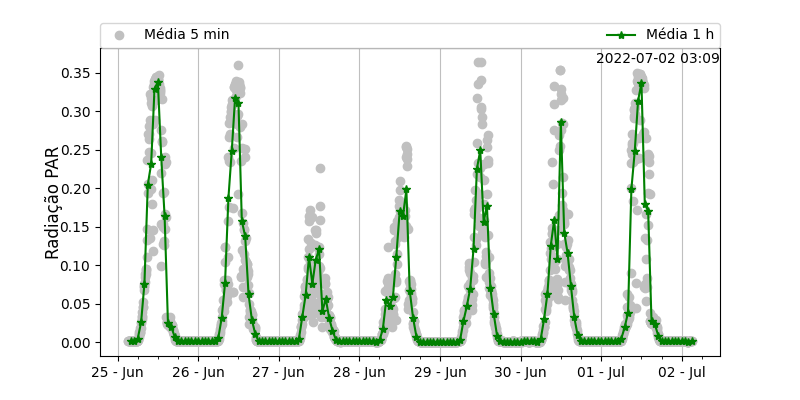 Média 5 min
Média 1 h
2022-07-02 03:09
Radiação PAR
0.35
0.30
0.25
0.20
0.15
0.10
0.05
0.00
25 - Jun
26 - Jun
27 - Jun
28 - Jun
29 - Jun
30 - Jun
01 - Jul
02 - Jul